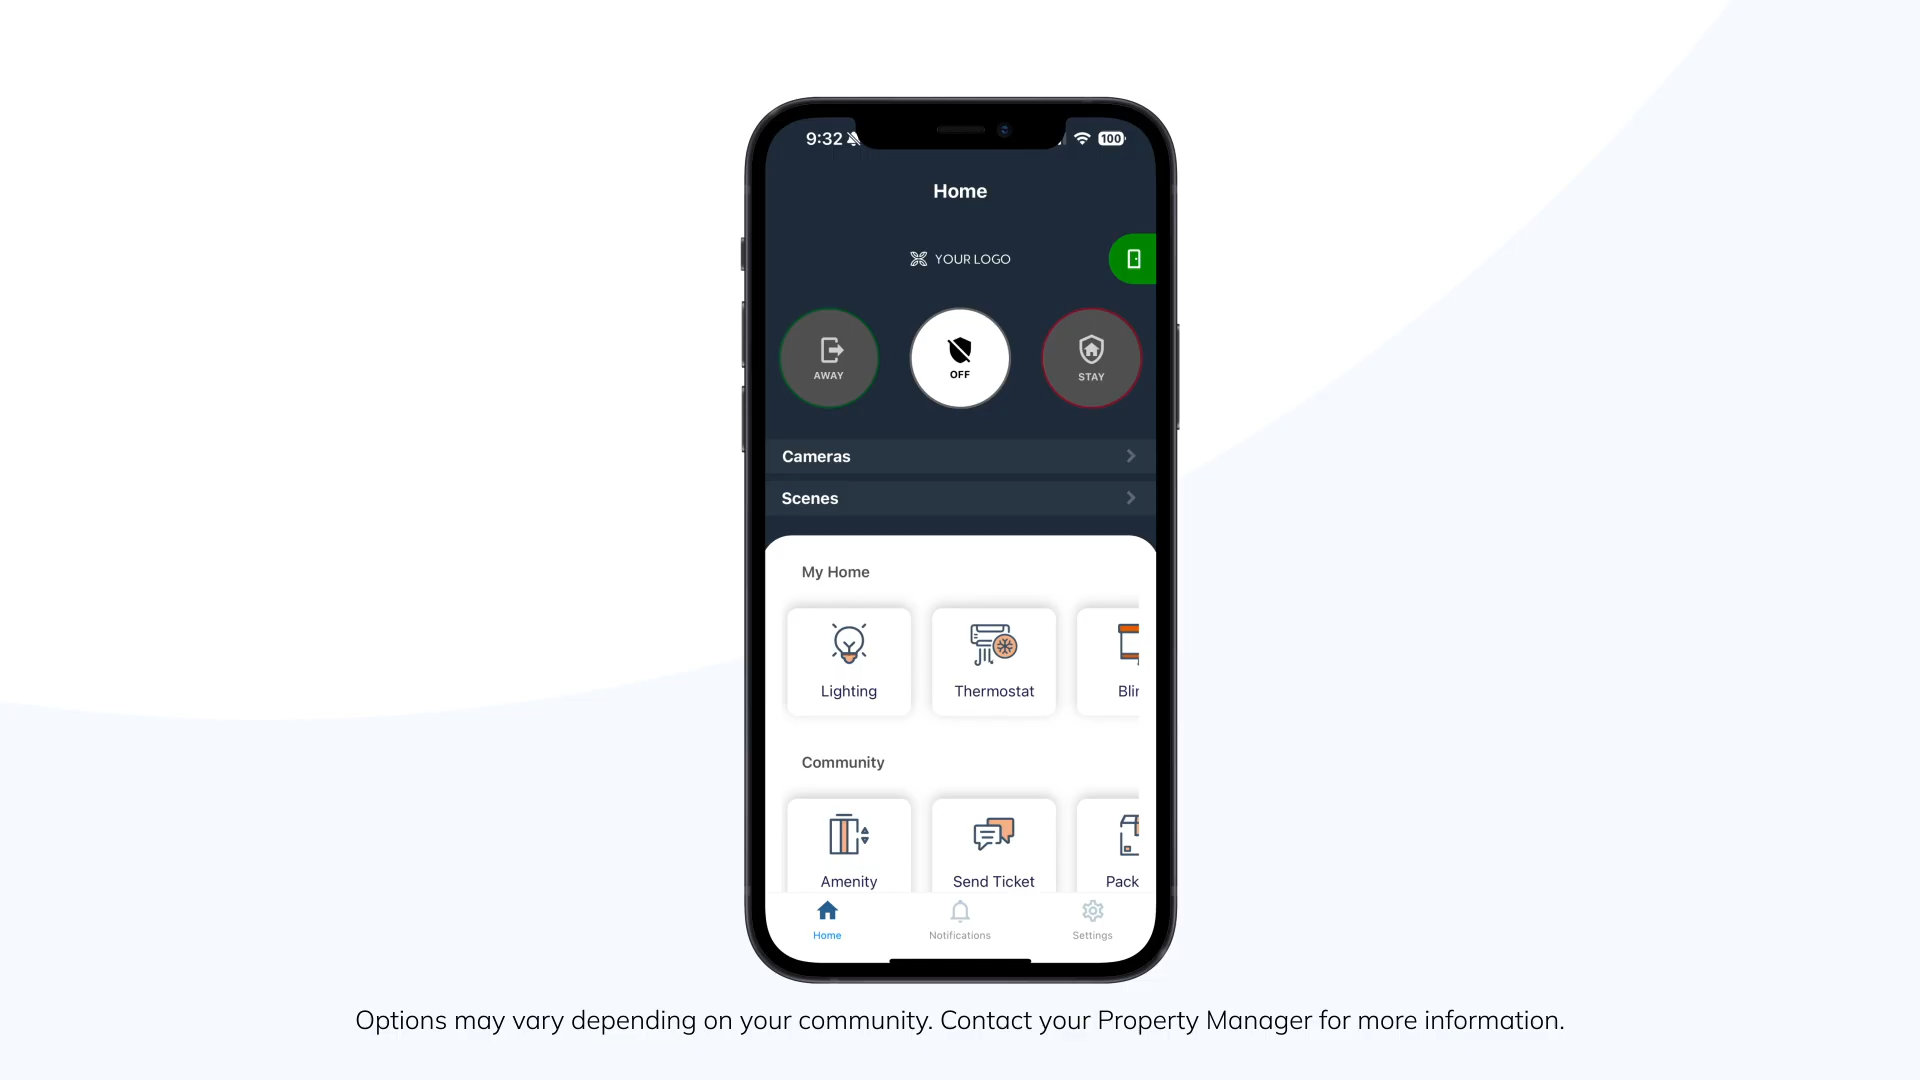 9:32
100
Home
YOUR LOGO
AWAY
OFF
STAY
Cameras
Scenes
My Home
Lighting
Thermostat
Blin
Community
Amenity
Send Ticket
Pack
Home
Notifications
Settings
Options may vary depending on your community. Contact your Property Manager for more information.